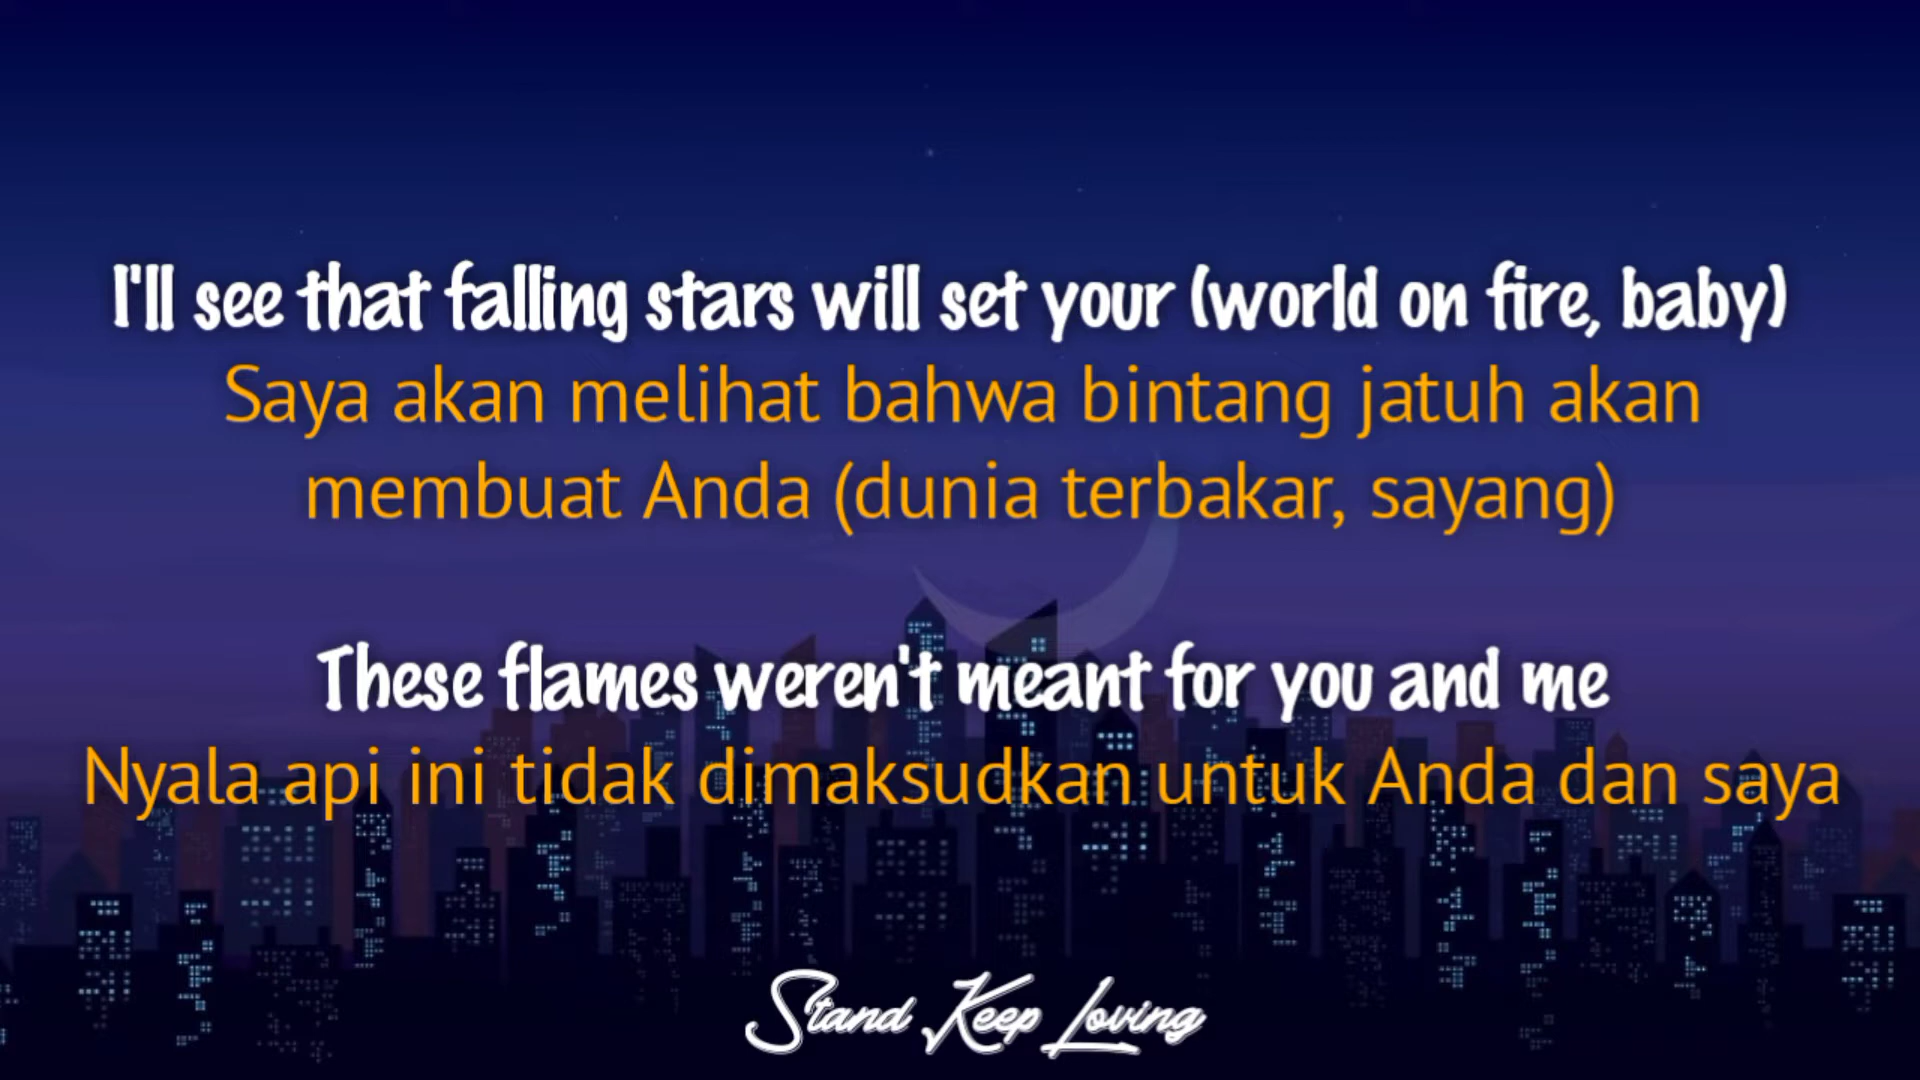 I'll see that falling stars will set your (world on fire, baby)
Saya akan melihat bahwa bintang jatuh akan
membuat Anda (dunia terbakar, sayang)
These flames weren't meant for you and me
Nyala api ini tidak dimaksudkan untuk Anda dan saya
Stand Keep Loving